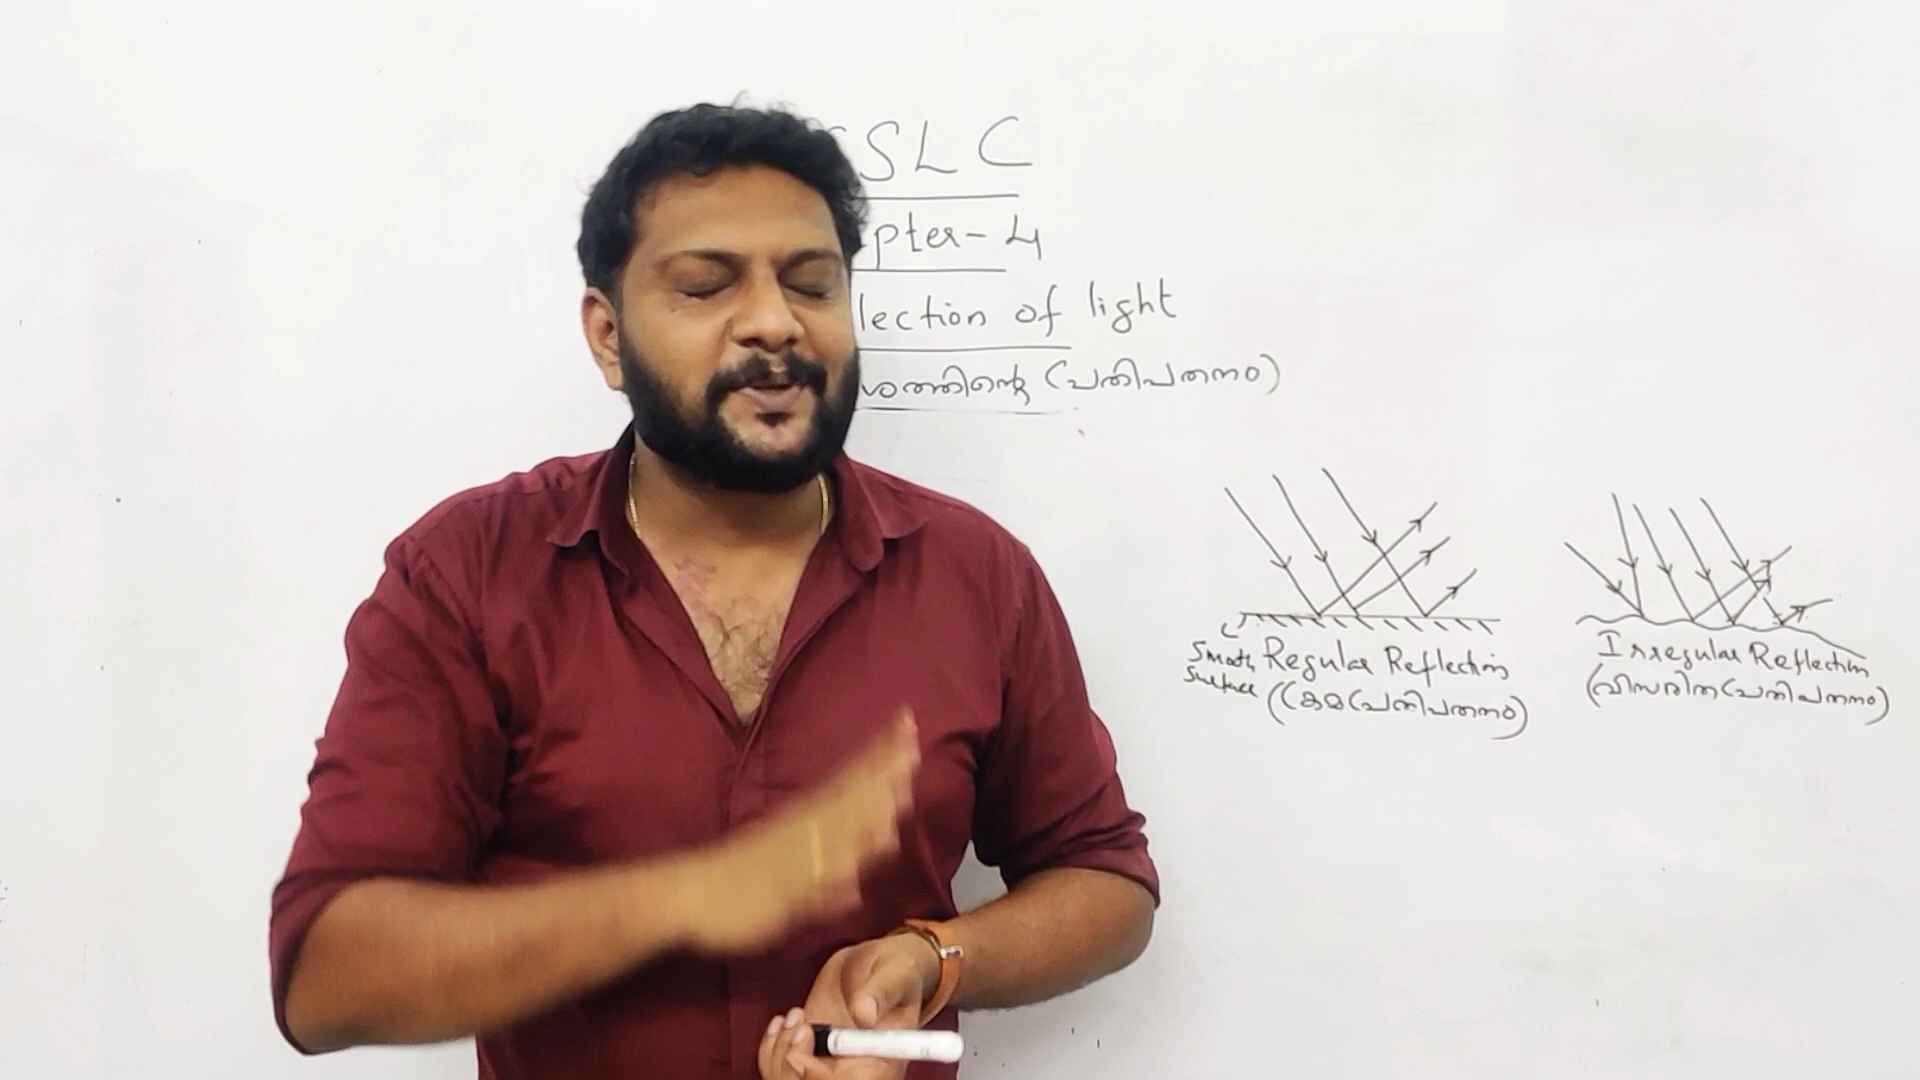 SSLC
pter-4
lection of light
ശത്തിന്റെ (പ്രതിപതനം)
Smooth
Surface
Regular Reflection
(ക്രമപ്രതിപതനം)
Irregular Reflection
(വിസരിതപ്രതിപതനം)